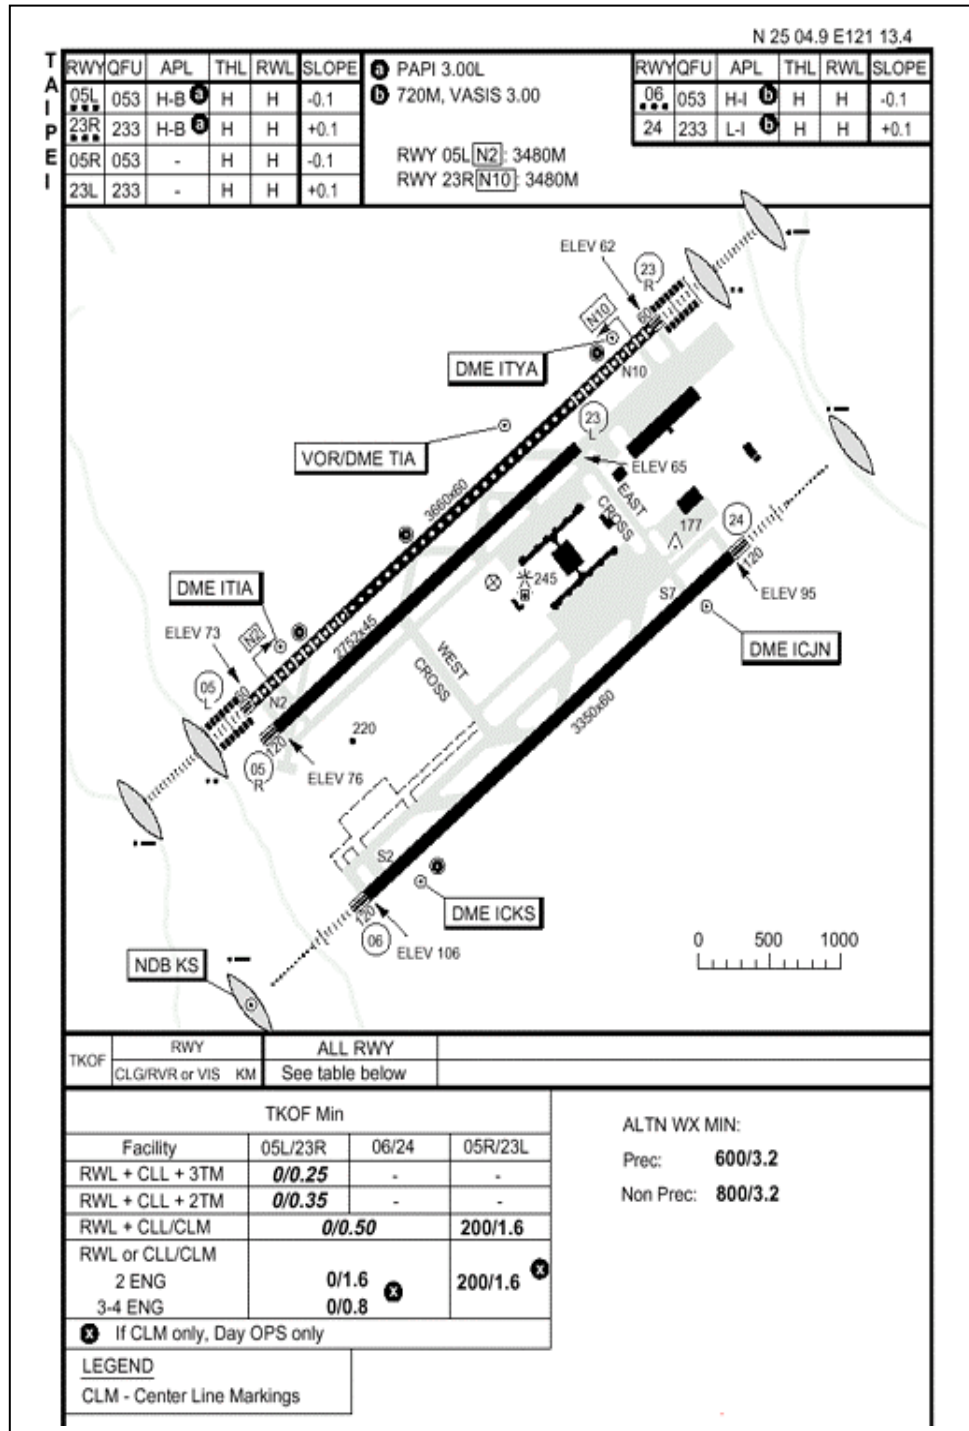 N 25 04.9 E121 13.4
TAIPEI
RWY QFU APL THL RWL SLOPE
05L 053 H-B a H H -0.1
23R 233 H-B a H H +0.1
05R 053 - H H -0.1
23L 233 - H H +0.1
a PAPI 3.00L
b 720M, VASIS 3.00
RWY 05L N2: 3480M
RWY 23R N10: 3480M
RWY QFU APL THL RWL SLOPE
06 053 H-I b H H -0.1
24 233 L-I b H H +0.1
ELEV 62
23 R
60
N10
DME ITYA
N10
23 L
VOR/DME TIA
ELEV 65
EAST CROSS
3660x60
177
24
120
245
DME ITIA
S7
ELEV 95
ELEV 73
N2
2752x45
DME ICJN
WEST CROSS
05 L
60
N2
3350x60
220
120
05 R
ELEV 76
S2
DME ICKS
120
06
ELEV 106
0 500 1000
NDB KS
TKOF
RWY
ALL RWY
CLG/RVR or VIS KM
See table below
TKOF Min
Facility 05L/23R 06/24 05R/23L
RWL + CLL + 3TM 0/0.25 - -
RWL + CLL + 2TM 0/0.35 - -
RWL + CLL/CLM 0/0.50 200/1.6
RWL or CLL/CLM
2 ENG 0/1.6 x 200/1.6 x
3-4 ENG 0/0.8
x If CLM only, Day OPS only
LEGEND
CLM - Center Line Markings
ALTN WX MIN:
Prec: 600/3.2
Non Prec: 800/3.2